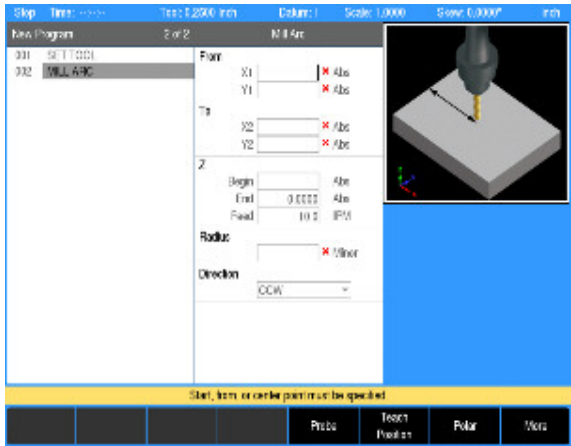 Stop Time: --:--:-- Tool: 0.2500 inch Datum: 1 Scale: 1.0000 Skew: 0.0000° inch
New Program 2 of 2 Mill Arc
001 SET TOOL
002 MILL ARC
From
X1 × Abs
Y1 × Abs
To
X2 × Abs
Y2 × Abs
Z
Begin Abs
End 0.0000 Abs
Feed 10.0 IPM
Radius
× Minor
Direction
CCW
Start, from, or center point must be specified
Probe Teach Position Polar More